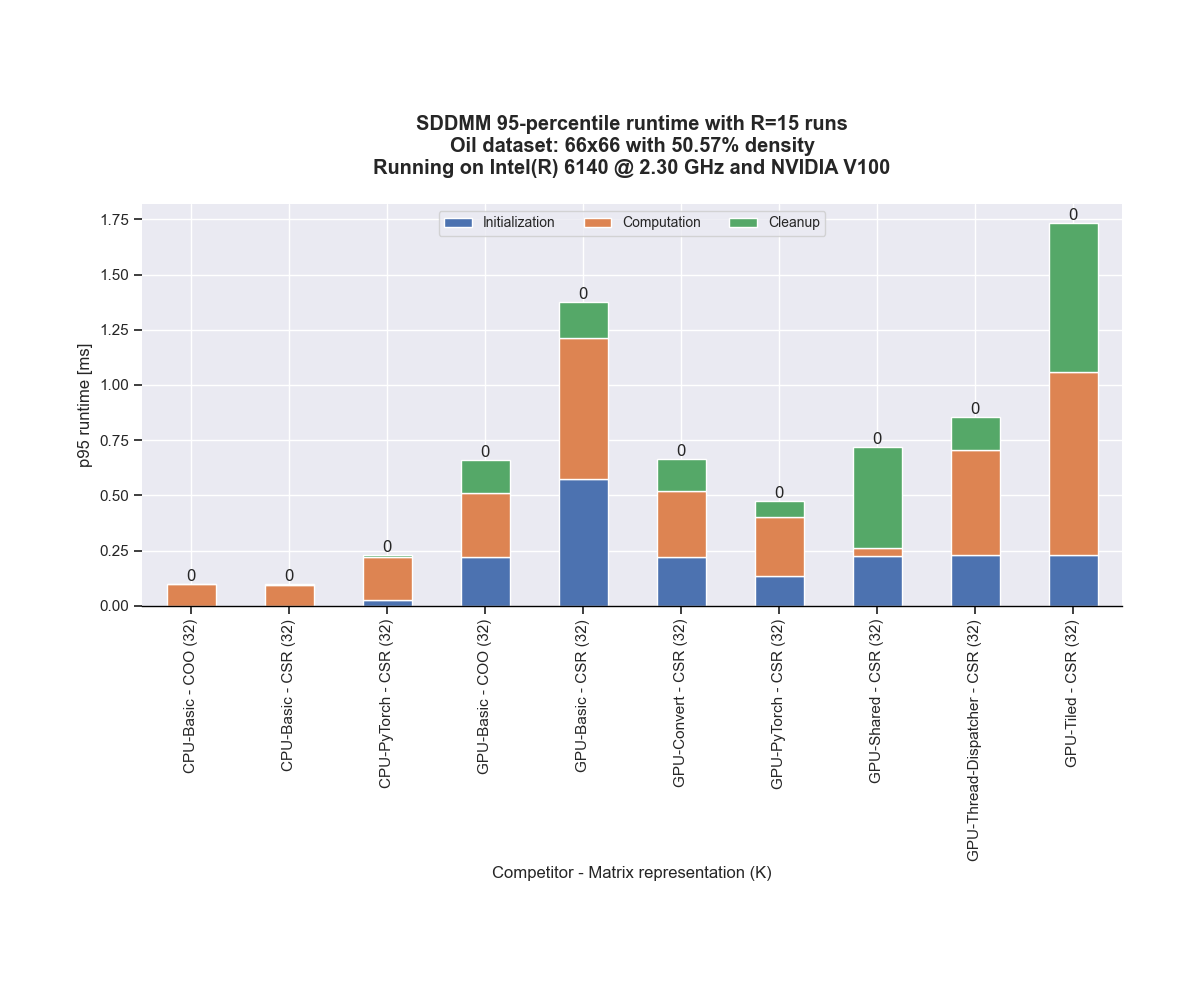 SDDMM 95-percentile runtime with R=15 runs
Oil dataset: 66x66 with 50.57% density
Running on Intel(R) 6140 @ 2.30 GHz and NVIDIA V100
Initialization
Computation
Cleanup
p95 runtime [ms]
1.75
1.50
1.25
1.00
0.75
0.50
0.25
0.00
0
0
0
0
0
0
0
0
0
0
CPU-Basic - COO (32)
CPU-Basic - CSR (32)
CPU-PyTorch - CSR (32)
GPU-Basic - COO (32)
GPU-Basic - CSR (32)
GPU-Convert - CSR (32)
GPU-PyTorch - CSR (32)
GPU-Shared - CSR (32)
GPU-Thread-Dispatcher - CSR (32)
GPU-Tiled - CSR (32)
Competitor - Matrix representation (K)